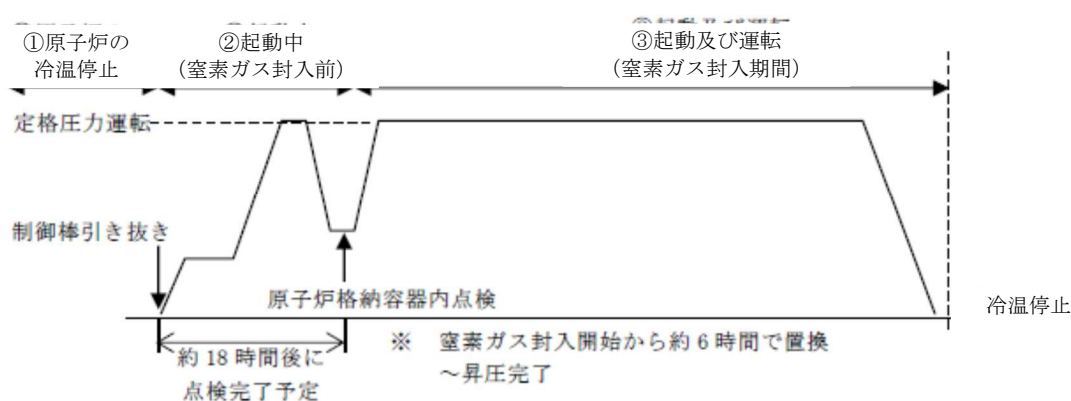 ①原子炉の
冷温停止
②起動中
（窒素ガス封入前）
③起動及び運転
（窒素ガス封入期間）
定格圧力運転
制御棒引き抜き
原子炉格納容器内点検
冷温停止
約 18 時間後に
点検完了予定
※ 窒素ガス封入開始から約 6 時間で置換
～昇圧完了